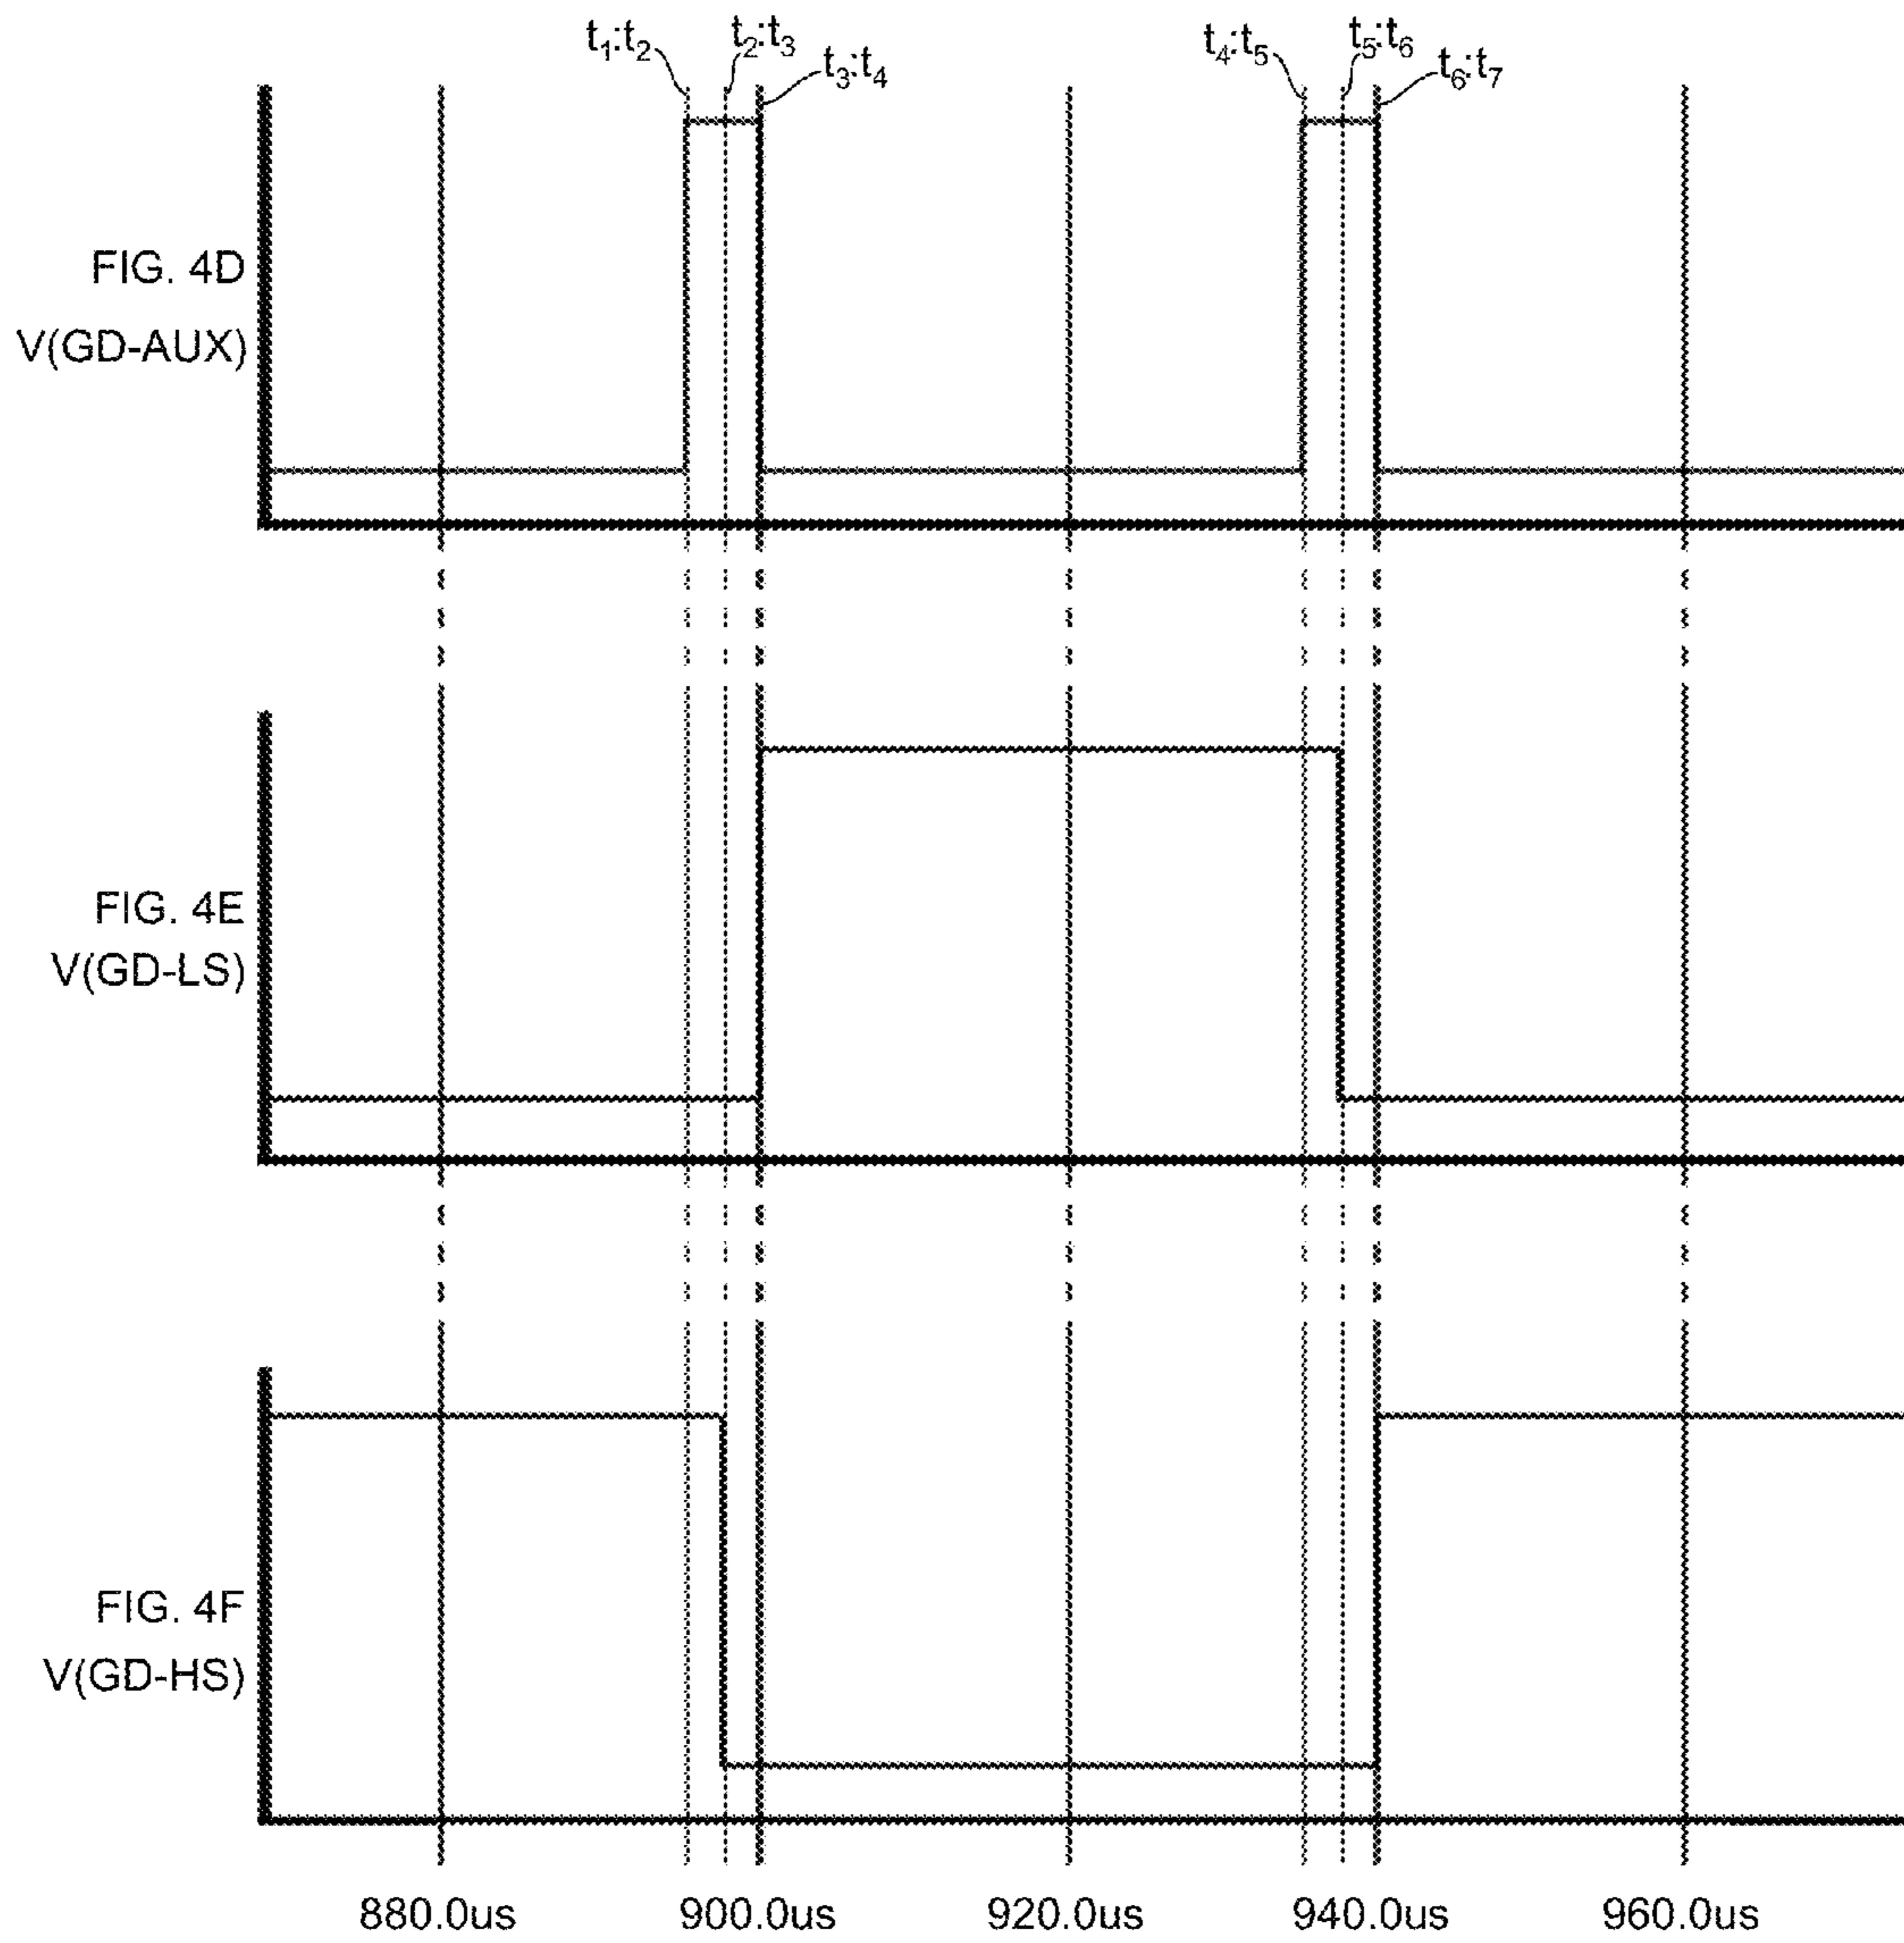 t₁:t₂
t₂:t₃
t₃:t₄
t₄:t₅
t₅:t₆
t₆:t₇
FIG. 4D
V(GD-AUX)
FIG. 4E
V(GD-LS)
FIG. 4F
V(GD-HS)
880.0us 900.0us 920.0us 940.0us 960.0us